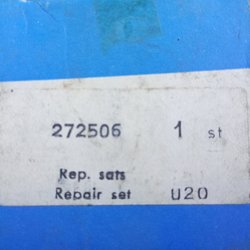 272506 1 st
Rep. sats
Repair set U20